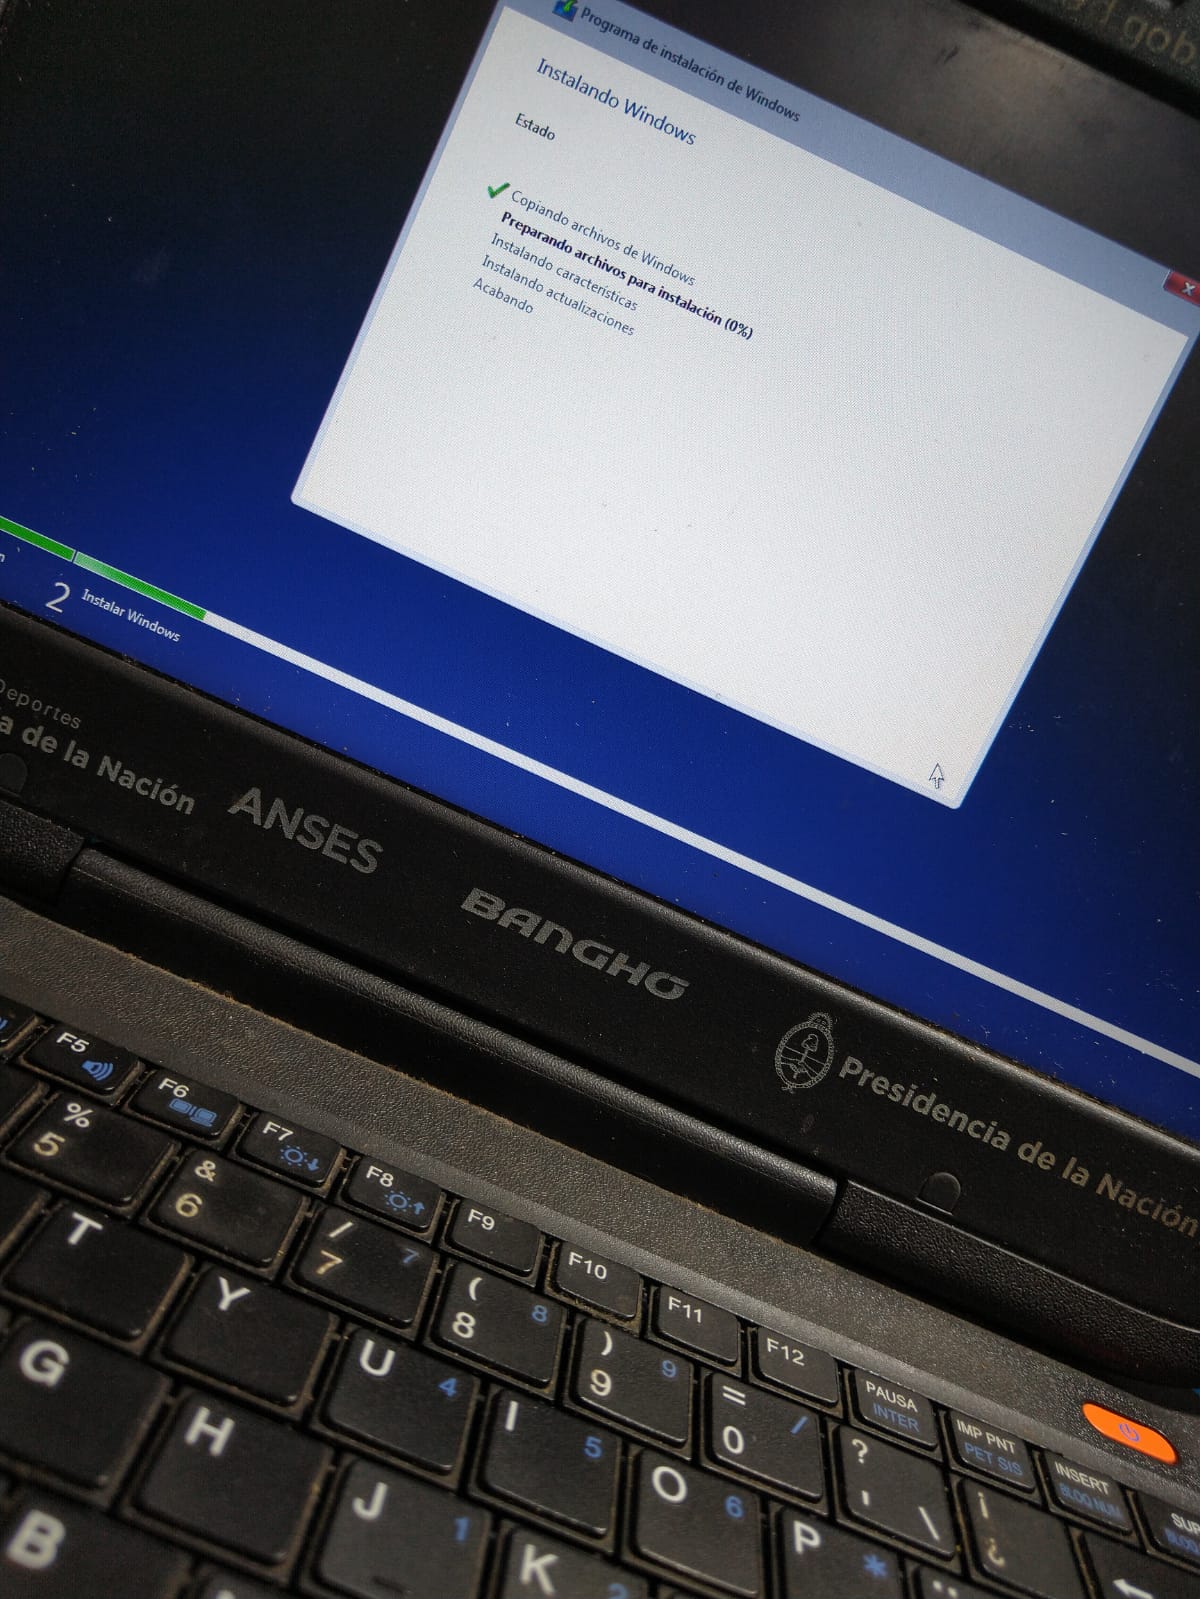 Programa de instalación de Windows
Instalando Windows
Estado
Copiando archivos de Windows
Preparando archivos para instalación (0%)
Instalando características
Instalando actualizaciones
Acabando
2 Instalar Windows
Deportes
de la Nación
ANSES
BANGHO
Presidencia de la Nación
F5
F6
F7
F8
F9
F10
F11
F12
PAUSA
INTER
IMP PNT
PET SIS
INSERT
BLOQ NUM
% 5
& 6
/ 7 7
( 8 8
) 9 9
= 0 /
? ' \
¡ ¿
T
Y
U 4
I 5
O 6
P *
G
H
J 1
K 2
B